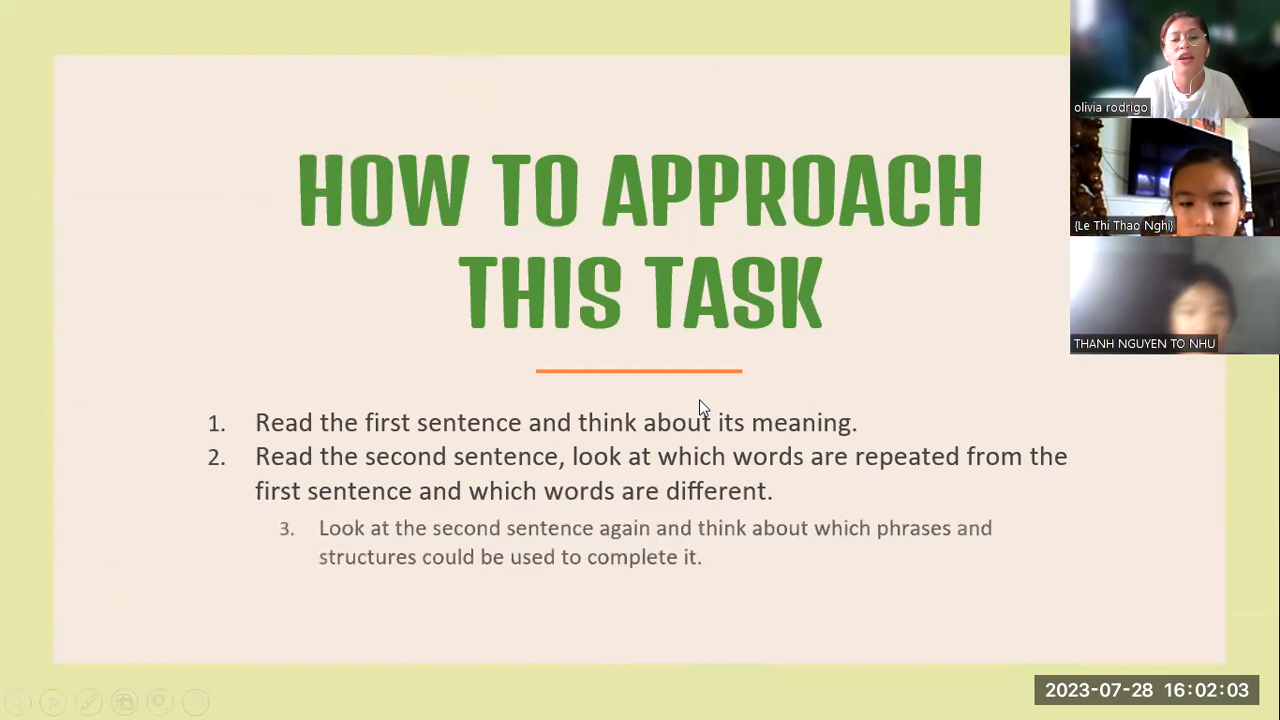 HOW TO APPROACH
THIS TASK
1. Read the first sentence and think about its meaning.
2. Read the second sentence, look at which words are repeated from the
first sentence and which words are different.
3. Look at the second sentence again and think about which phrases and
structures could be used to complete it.
olivia rodrigo
{Le Thi Thao Nghi}
THANH NGUYEN TO NHU
2023-07-28 16:02:03